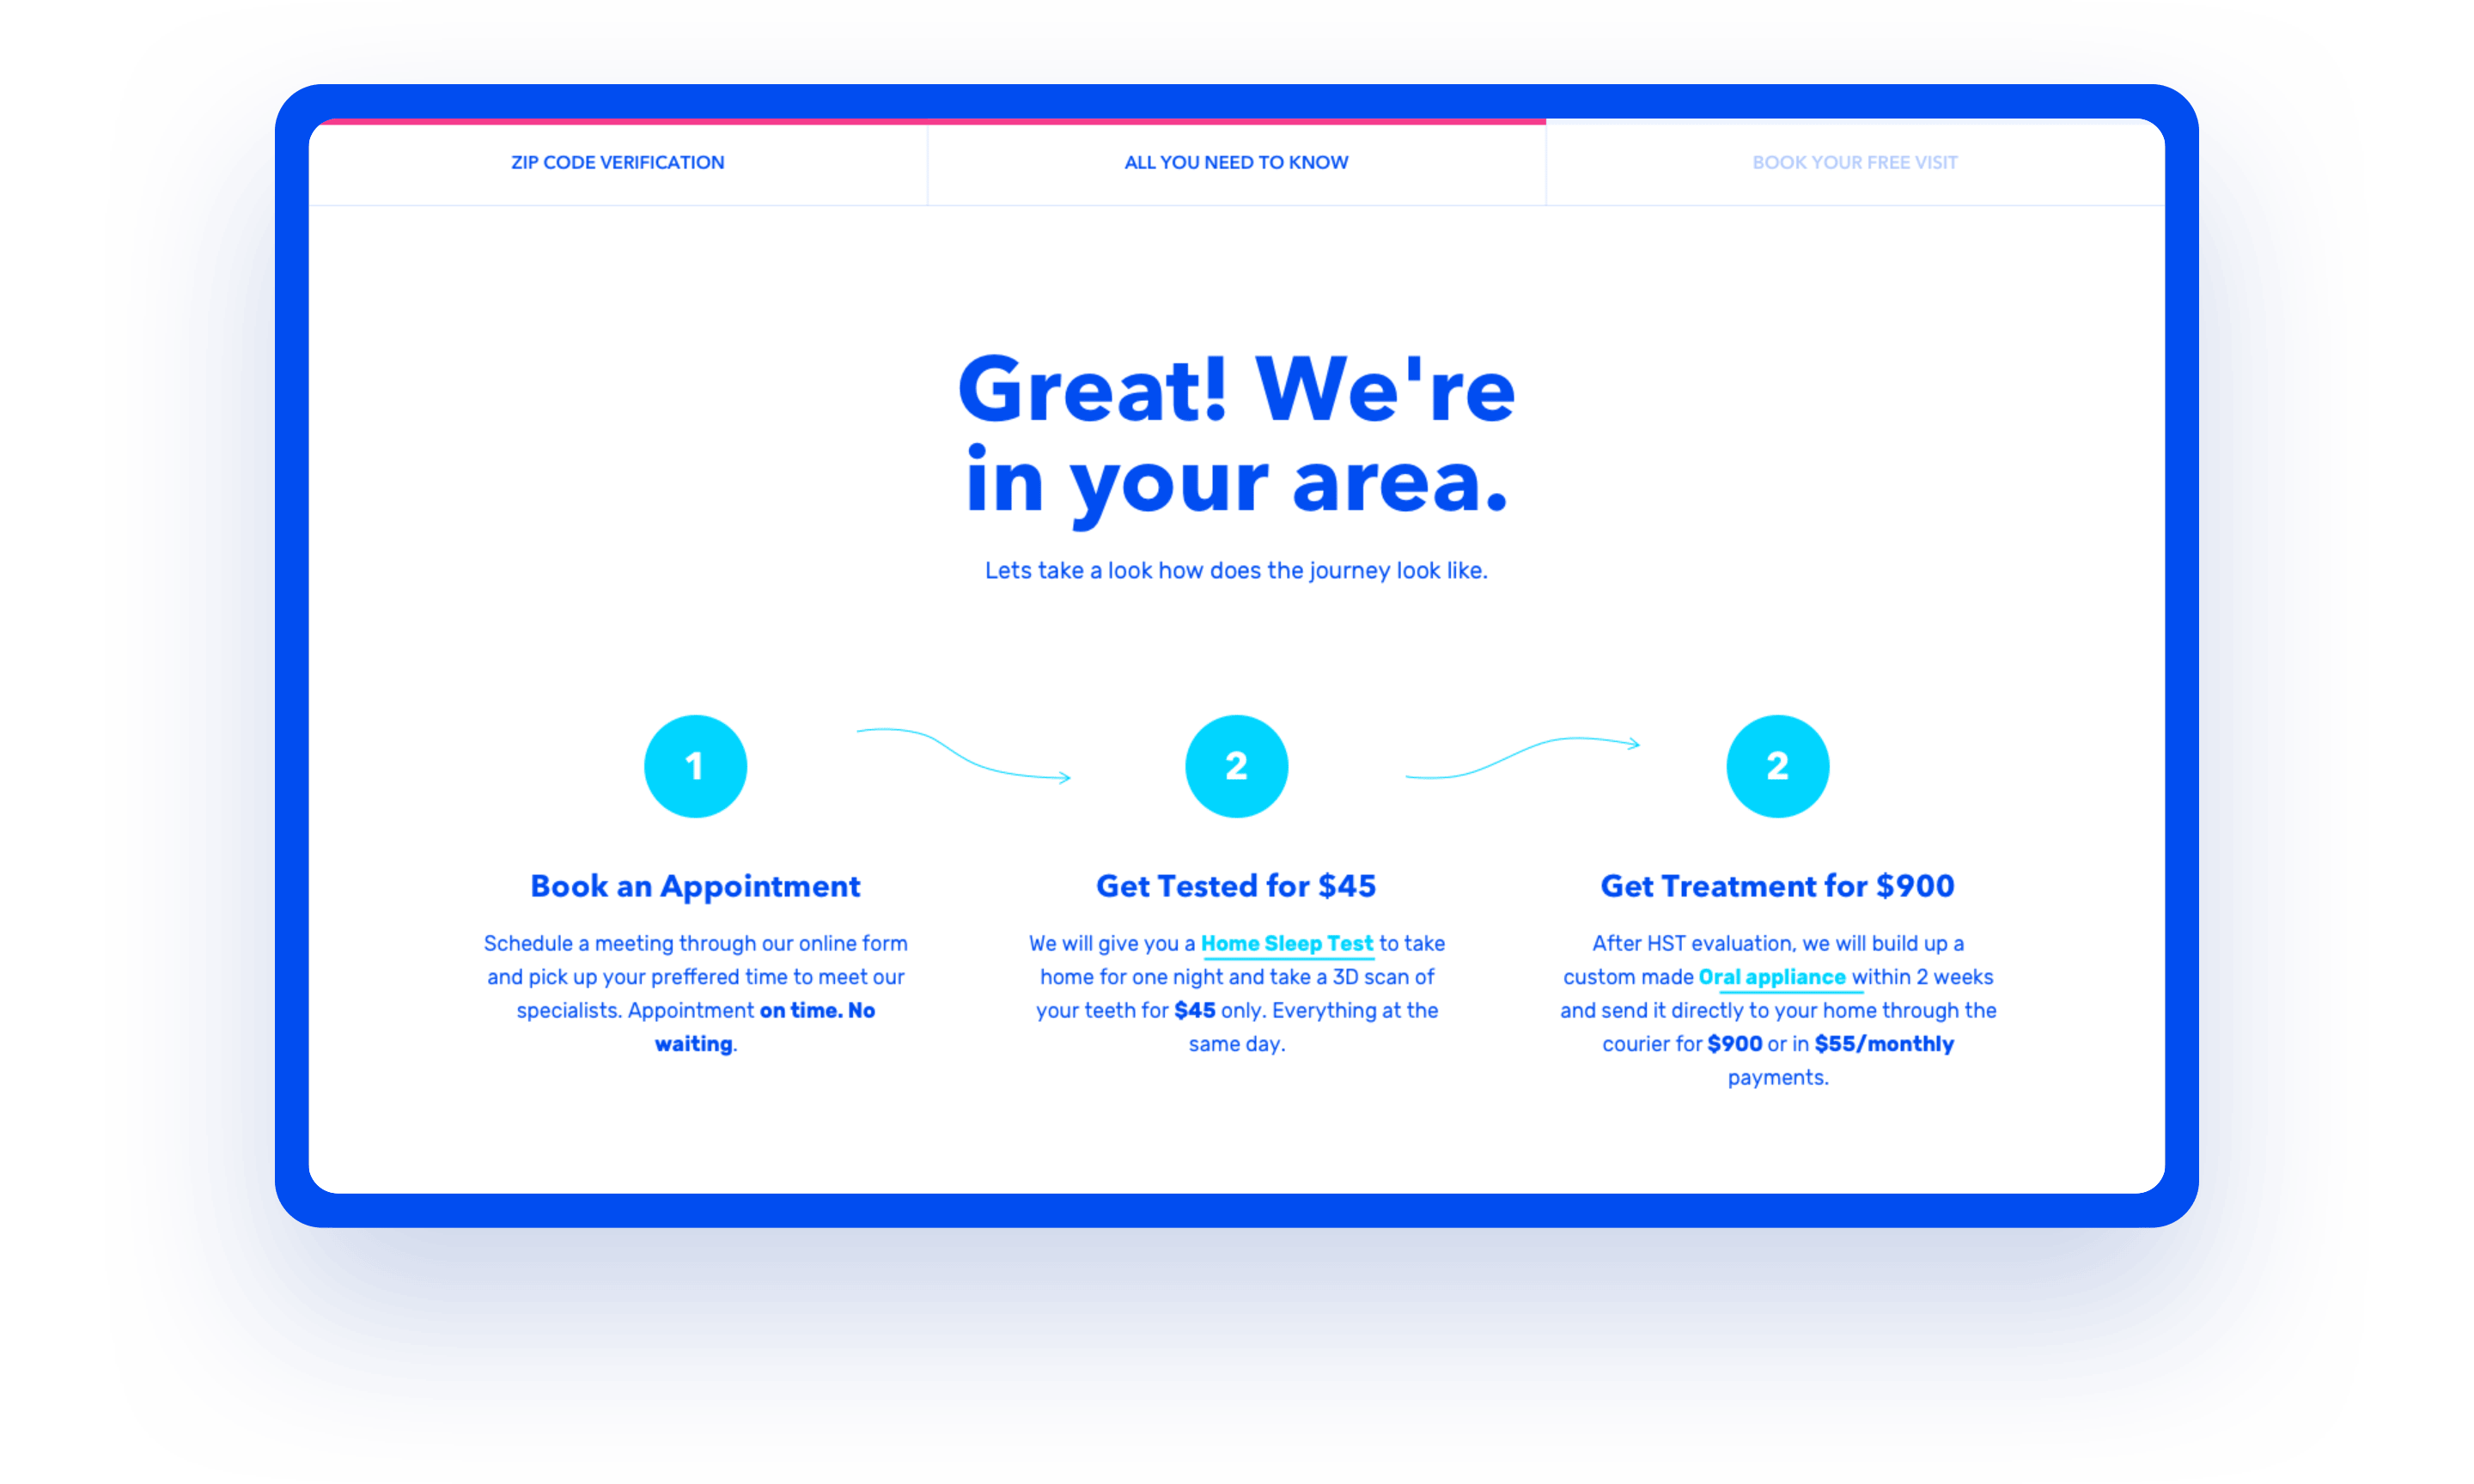 ZIP CODE VERIFICATION
ALL YOU NEED TO KNOW
BOOK YOUR FREE VISIT
Great! We're
in your area.
Lets take a look how does the journey look like.
1
Book an Appointment
Schedule a meeting through our online form
and pick up your preffered time to meet our
specialists. Appointment on time. No
waiting.
2
Get Tested for $45
We will give you a Home Sleep Test to take
home for one night and take a 3D scan of
your teeth for $45 only. Everything at the
same day.
2
Get Treatment for $900
After HST evaluation, we will build up a
custom made Oral appliance within 2 weeks
and send it directly to your home through the
courier for $900 or in $55/monthly
payments.